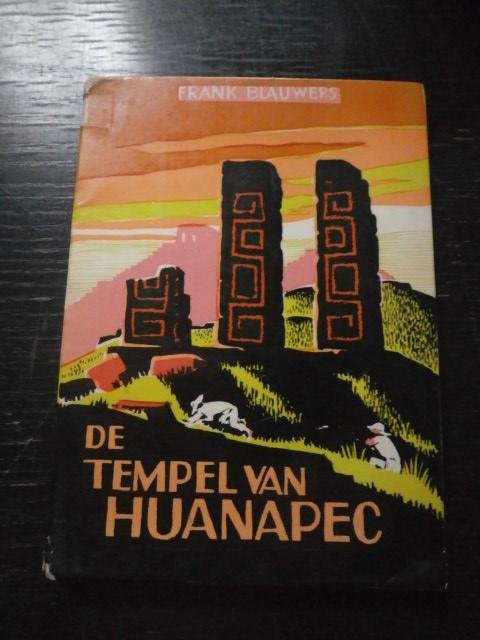 FRANK BLAUWERS
DE
TEMPEL VAN
HUANAPEC